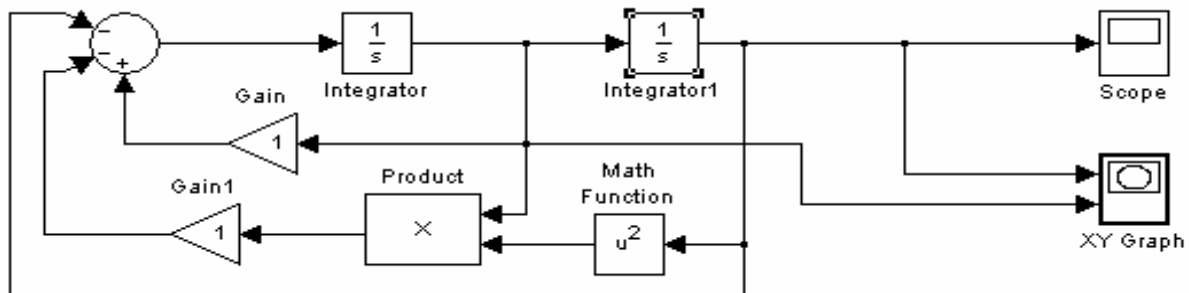 −
−
+
1
s
Integrator
1
s
Integrator1
Scope
Gain
1
Gain1
1
Product
×
Math
Function
u²
XY Graph